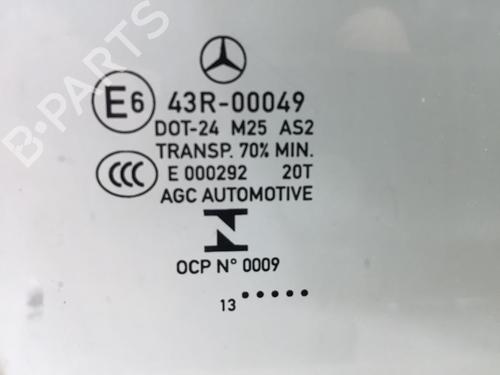 B-PARTS
E6 43R-00049
DOT-24 M25 AS2
TRANSP. 70% MIN.
CCC E 000292 20T
AGC AUTOMOTIVE
N
OCP N° 0009
13 •••••